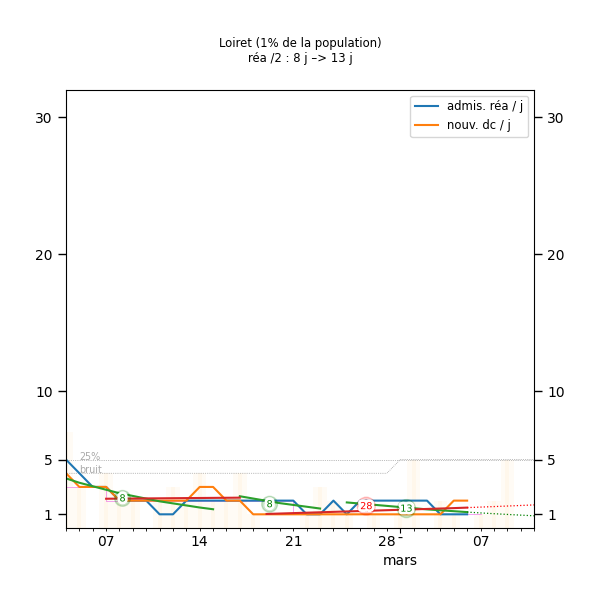 Loiret (1% de la population)
réa /2 : 8 j –> 13 j
admis. réa / j
nouv. dc / j
30 30
20 20
10 10
5 25% 5
bruit
8 8 28 13
1 1
07 14 21 28 07
mars